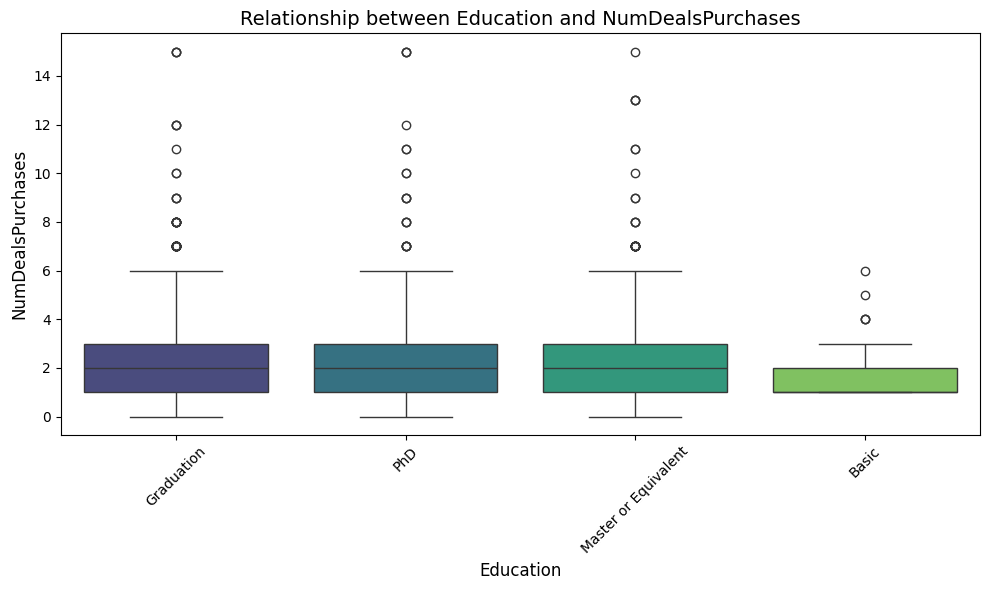 Relationship between Education and NumDealsPurchases
NumDealsPurchases
14
12
10
8
6
4
2
0
Graduation
PhD
Master or Equivalent
Basic
Education